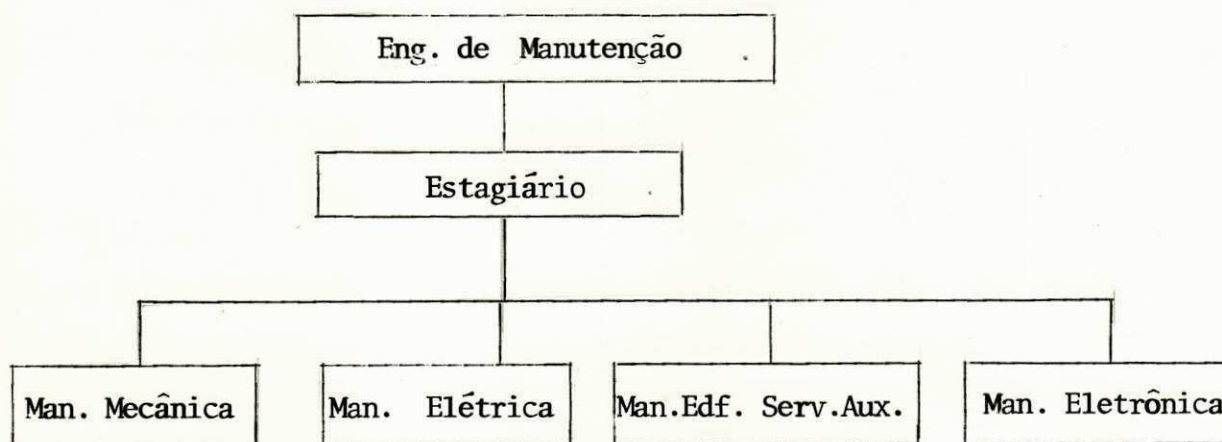 Eng. de Manutenção
Estagiário
Man. Mecânica Man. Elétrica Man.Edf. Serv.Aux. Man. Eletrônica